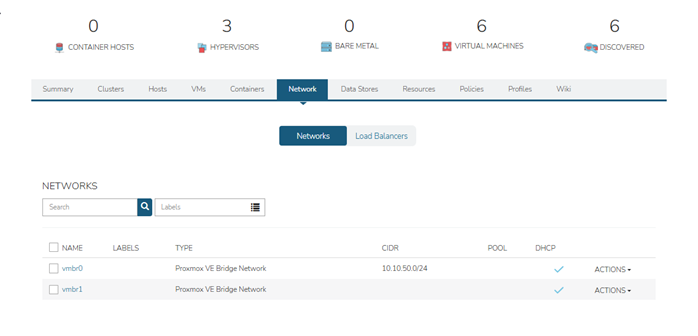 0 3 0 6 6
CONTAINER HOSTS HYPERVISORS BARE METAL VIRTUAL MACHINES DISCOVERED
Summary Clusters Hosts VMs Containers Network Data Stores Resources Policies Profiles Wiki
Networks Load Balancers
NETWORKS
Search Labels
NAME LABELS TYPE CIDR POOL DHCP
vmbr0 Proxmox VE Bridge Network 10.10.50.0/24 ACTIONS
vmbr1 Proxmox VE Bridge Network ACTIONS